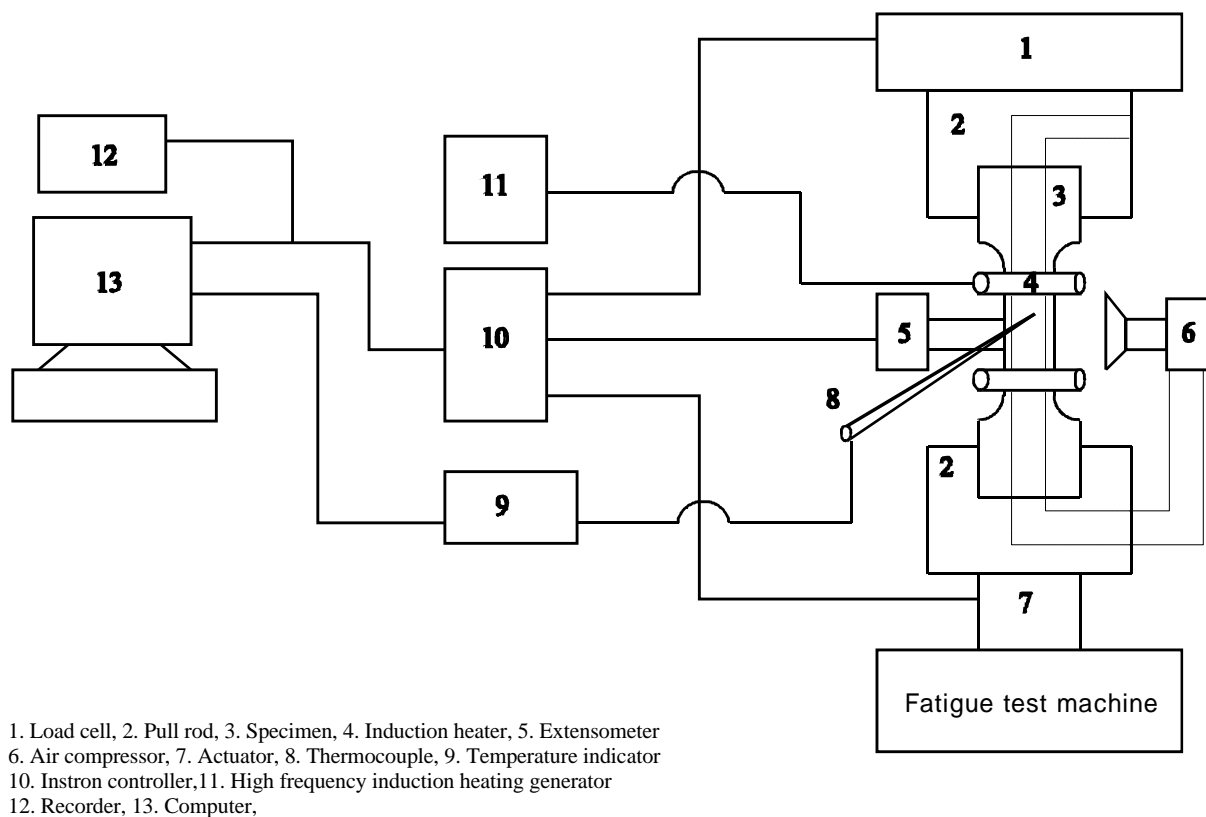 1
2
12
11
3
13
4
10
5
6
8
2
9
7
Fatigue test machine
1. Load cell, 2. Pull rod, 3. Specimen, 4. Induction heater, 5. Extensometer
6. Air compressor, 7. Actuator, 8. Thermocouple, 9. Temperature indicator
10. Instron controller,11. High frequency induction heating generator
12. Recorder, 13. Computer,